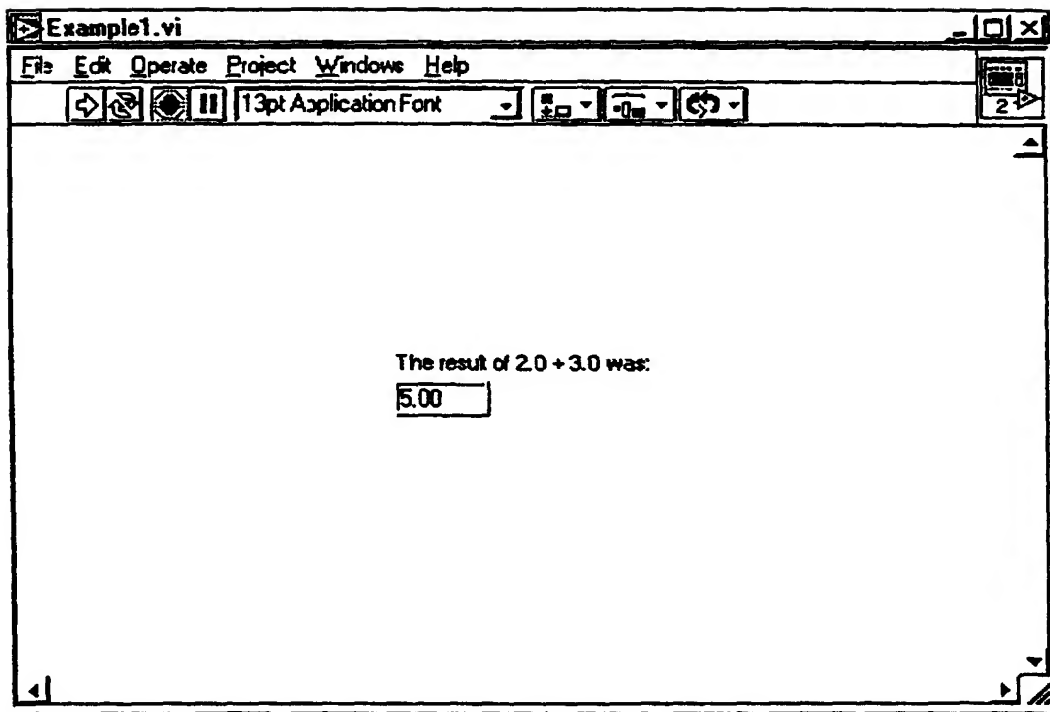 Example1.vi
File Edit Operate Project Windows Help
13pt Application Font
2
The result of 2.0 + 3.0 was:
5.00